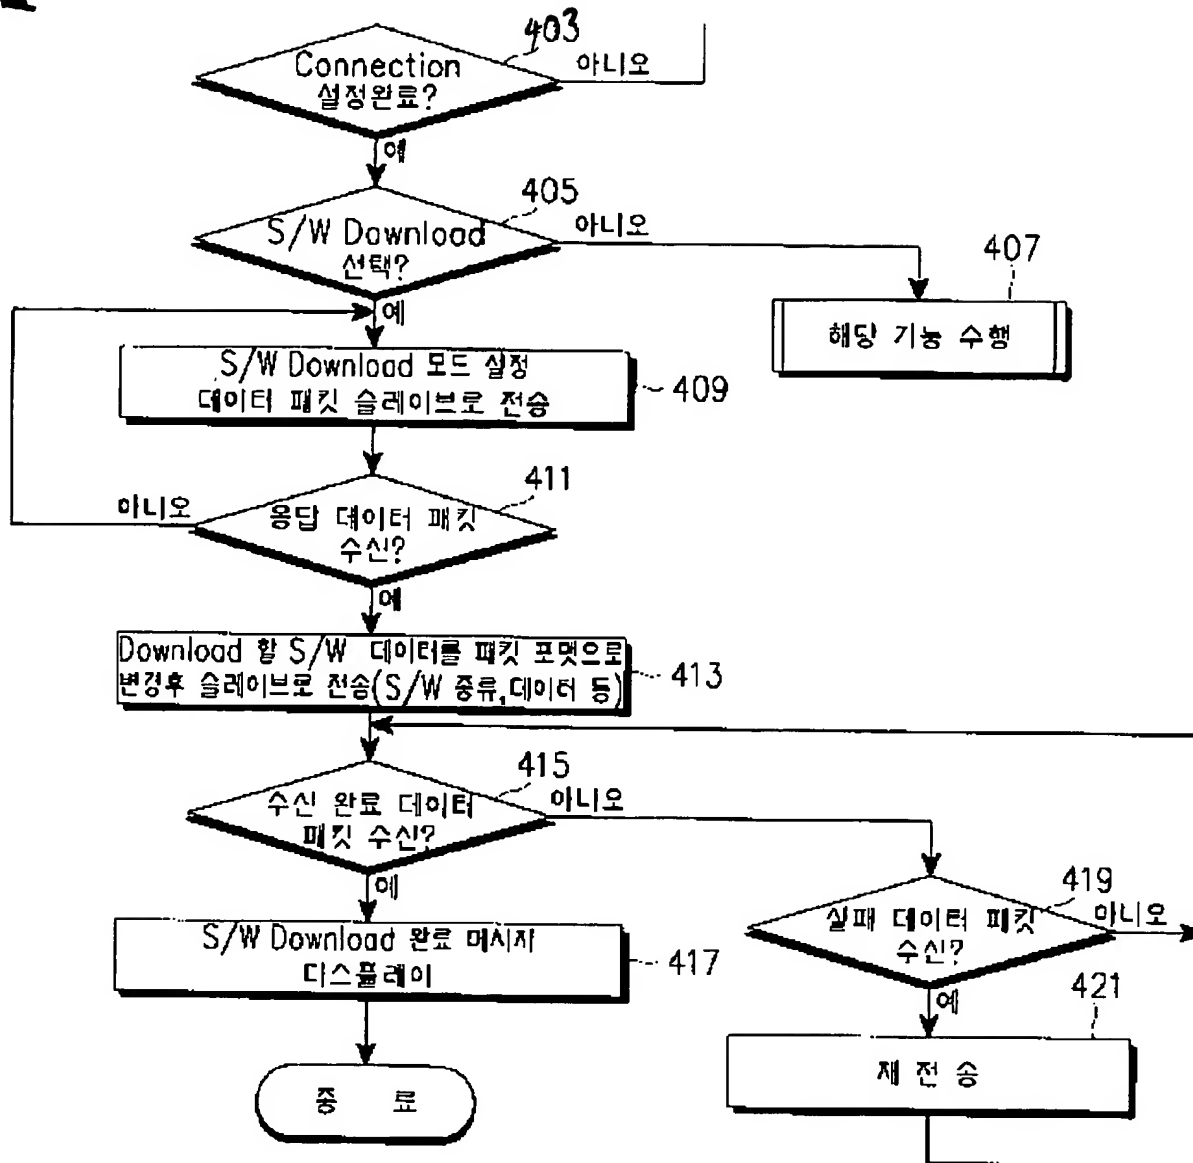 403
Connection
설정완료?
아니오
예
405
S/W Download
선택?
아니오
예
407
해당 기능 수행
S/W Download 모드 설정
데이터 패킷 슬레이브로 전송
409
411
응답 데이터 패킷
수신?
아니오
예
Download 할 S/W 데이터를 패킷 포맷으로
변경후 슬레이브로 전송(S/W 종류,데이터 등)
413
415
수신 완료 데이터
패킷 수신?
아니오
예
419
실패 데이터 패킷
수신?
아니오
예
S/W Download 완료 메시지
디스플레이
417
421
재 전 송
종 료